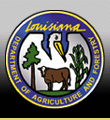 Louisiana
DEPARTMENT OF AGRICULTURE AND FORESTRY